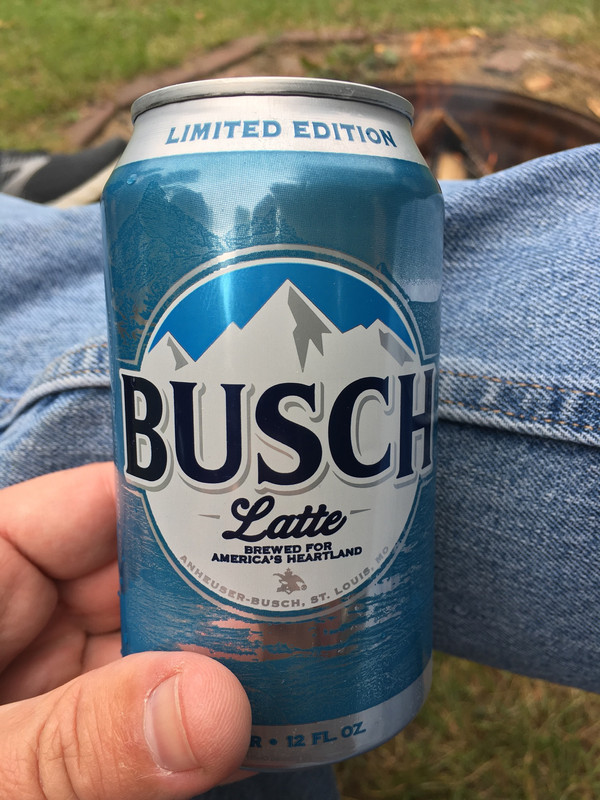 LIMITED EDITION
BUSCH
Latte
BREWED FOR
AMERICA'S HEARTLAND
ANHEUSER-BUSCH, ST. LOUIS, MO
R • 12 FL OZ